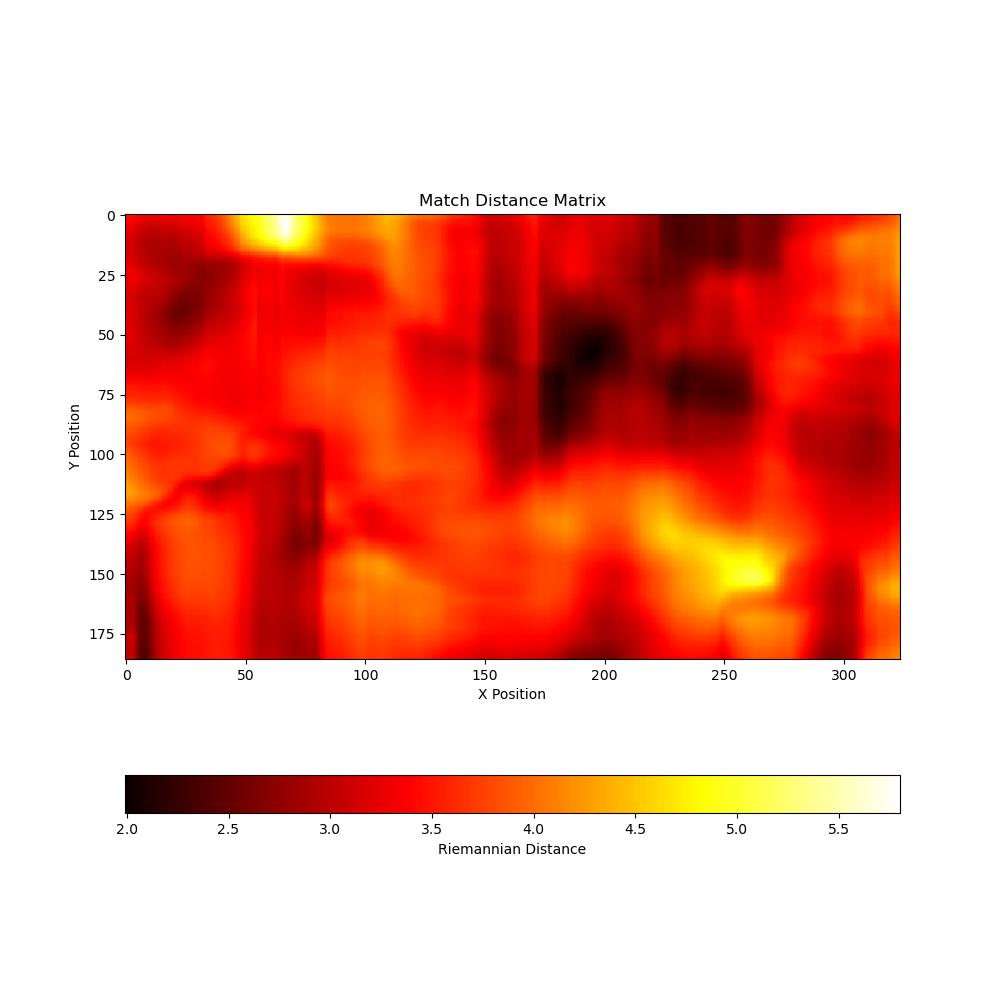 Match Distance Matrix
0
25
50
75
100
125
150
175
Y Position
0 50 100 150 200 250 300
X Position
2.0 2.5 3.0 3.5 4.0 4.5 5.0 5.5
Riemannian Distance